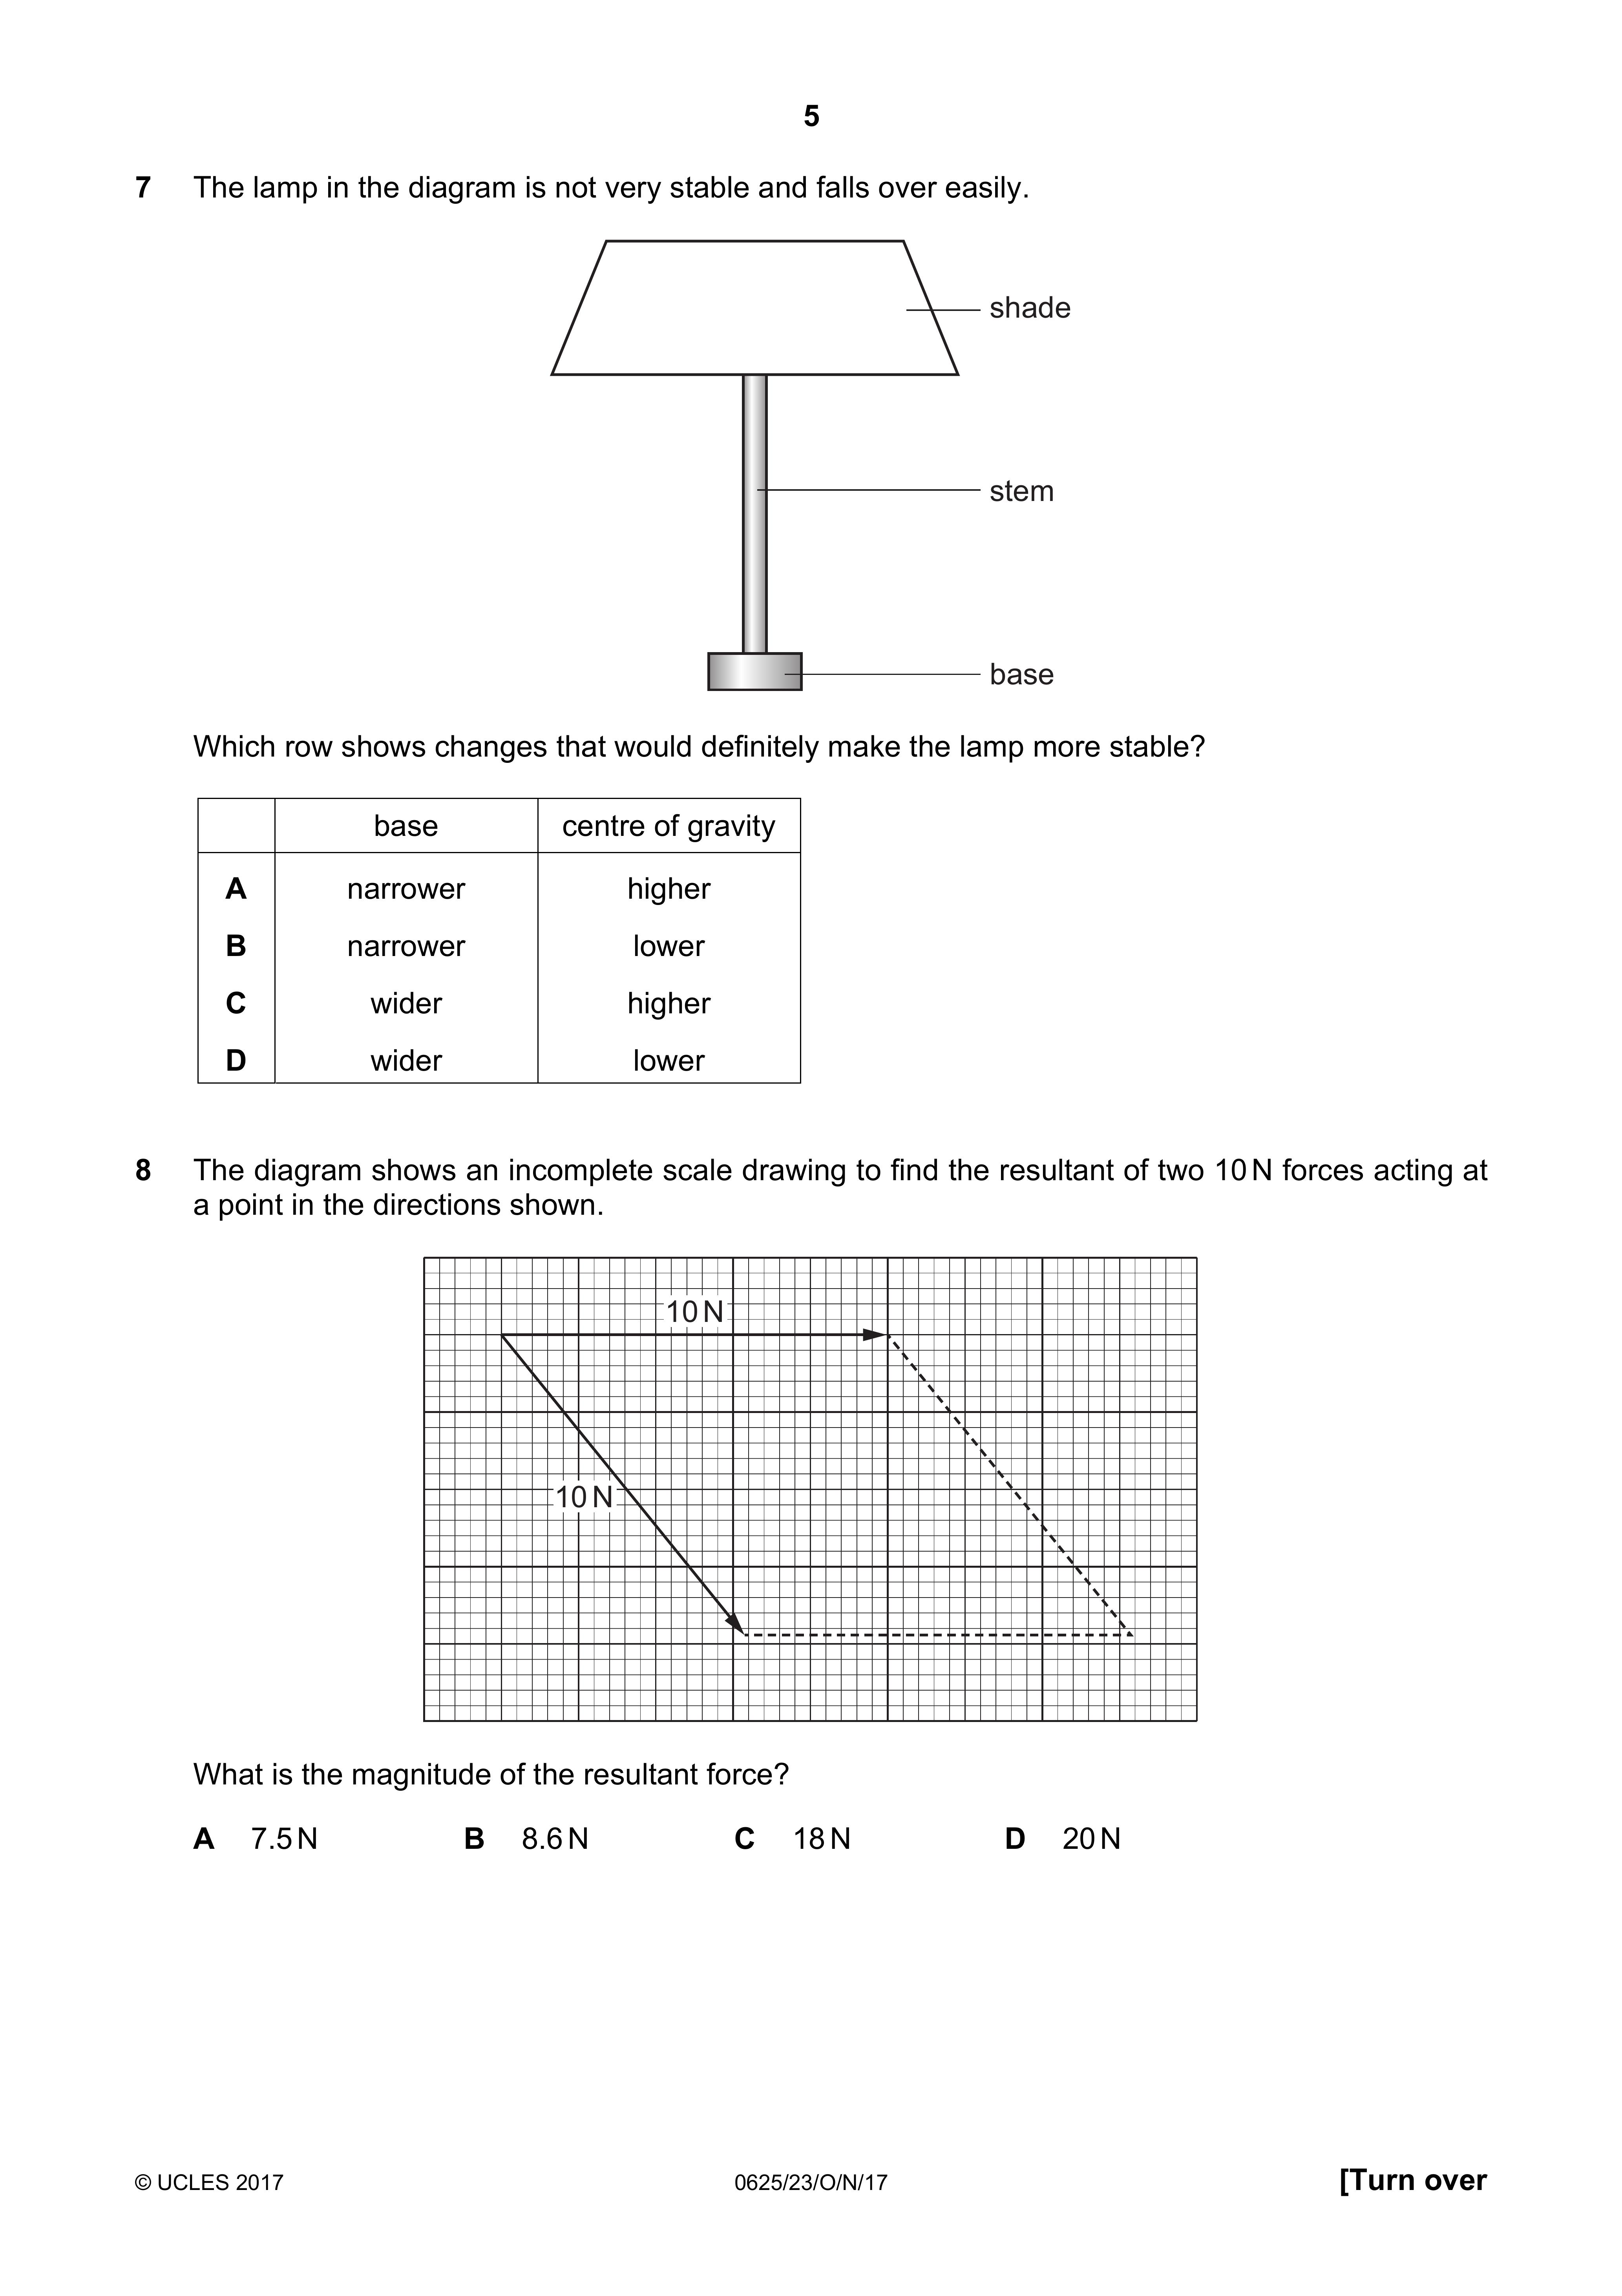 5
7 The lamp in the diagram is not very stable and falls over easily.
shade
stem
base
Which row shows changes that would definitely make the lamp more stable?
base centre of gravity
A narrower higher
B narrower lower
C wider higher
D wider lower
8 The diagram shows an incomplete scale drawing to find the resultant of two 10 N forces acting at
a point in the directions shown.
10 N
10 N
What is the magnitude of the resultant force?
A 7.5 N B 8.6 N C 18 N D 20 N
© UCLES 2017 0625/23/O/N/17 [Turn over